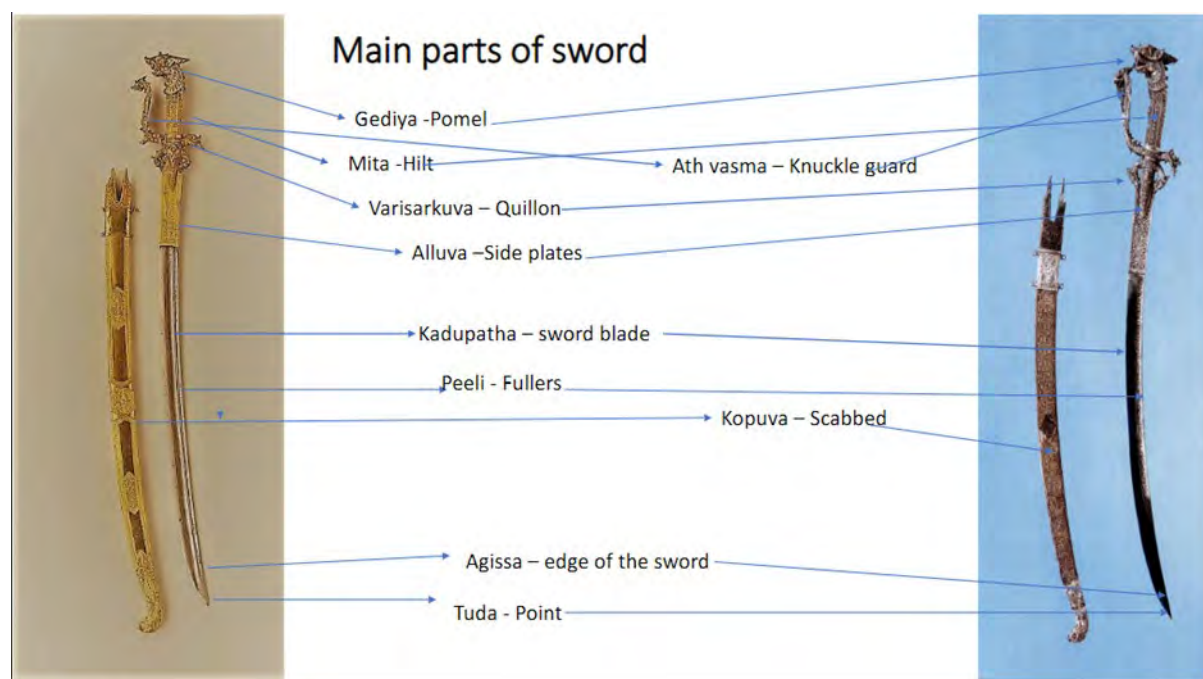 Main parts of sword
Gediya -Pomel
Mita -Hilt
Ath vasma – Knuckle guard
Varisarkuva – Quillon
Alluva –Side plates
Kadupatha – sword blade
Peeli - Fullers
Kopuva – Scabbed
Agissa – edge of the sword
Tuda - Point